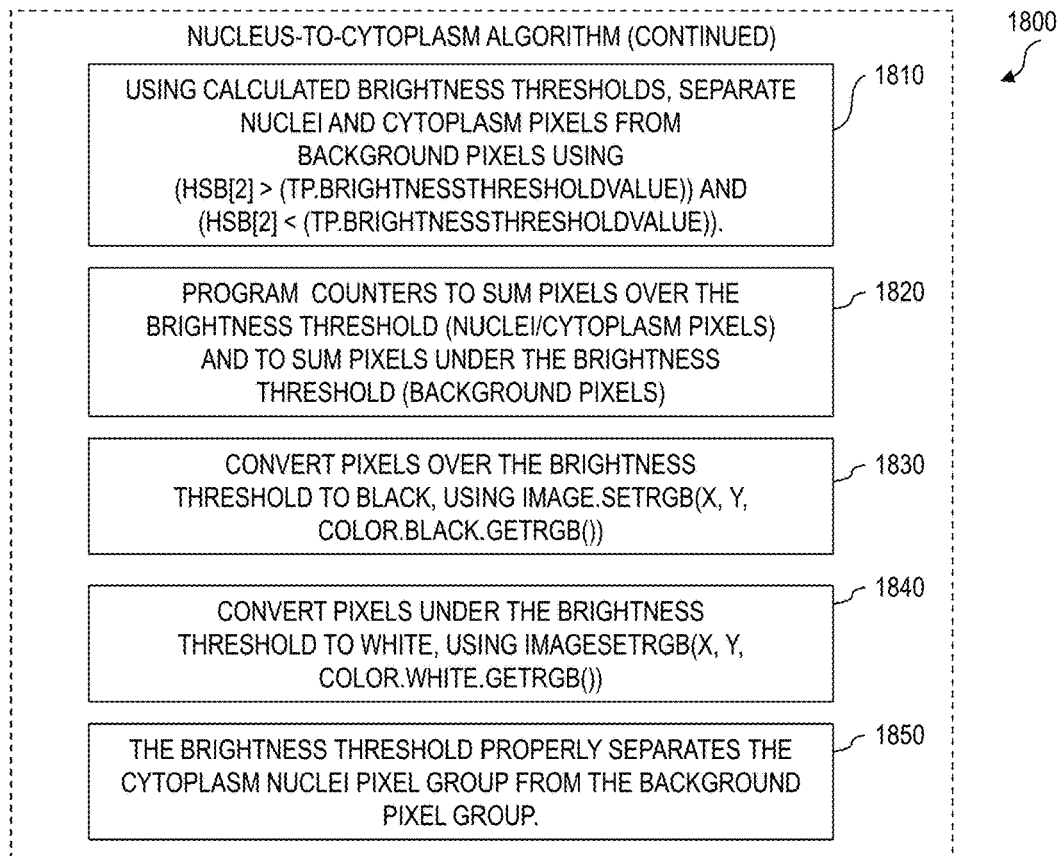 1800
NUCLEUS-TO-CYTOPLASM ALGORITHM (CONTINUED)
1810
USING CALCULATED BRIGHTNESS THRESHOLDS, SEPARATE
NUCLEI AND CYTOPLASM PIXELS FROM
BACKGROUND PIXELS USING
(HSB[2] > (TP.BRIGHTNESSTHRESHOLDVALUE)) AND
(HSB[2] < (TP.BRIGHTNESSTHRESHOLDVALUE)).
1820
PROGRAM COUNTERS TO SUM PIXELS OVER THE
BRIGHTNESS THRESHOLD (NUCLEI/CYTOPLASM PIXELS)
AND TO SUM PIXELS UNDER THE BRIGHTNESS
THRESHOLD (BACKGROUND PIXELS)
1830
CONVERT PIXELS OVER THE BRIGHTNESS
THRESHOLD TO BLACK, USING IMAGE.SETRGB(X, Y,
COLOR.BLACK.GETRGB())
1840
CONVERT PIXELS UNDER THE BRIGHTNESS
THRESHOLD TO WHITE, USING IMAGESETRGB(X, Y,
COLOR.WHITE.GETRGB())
1850
THE BRIGHTNESS THRESHOLD PROPERLY SEPARATES THE
CYTOPLASM NUCLEI PIXEL GROUP FROM THE BACKGROUND
PIXEL GROUP.